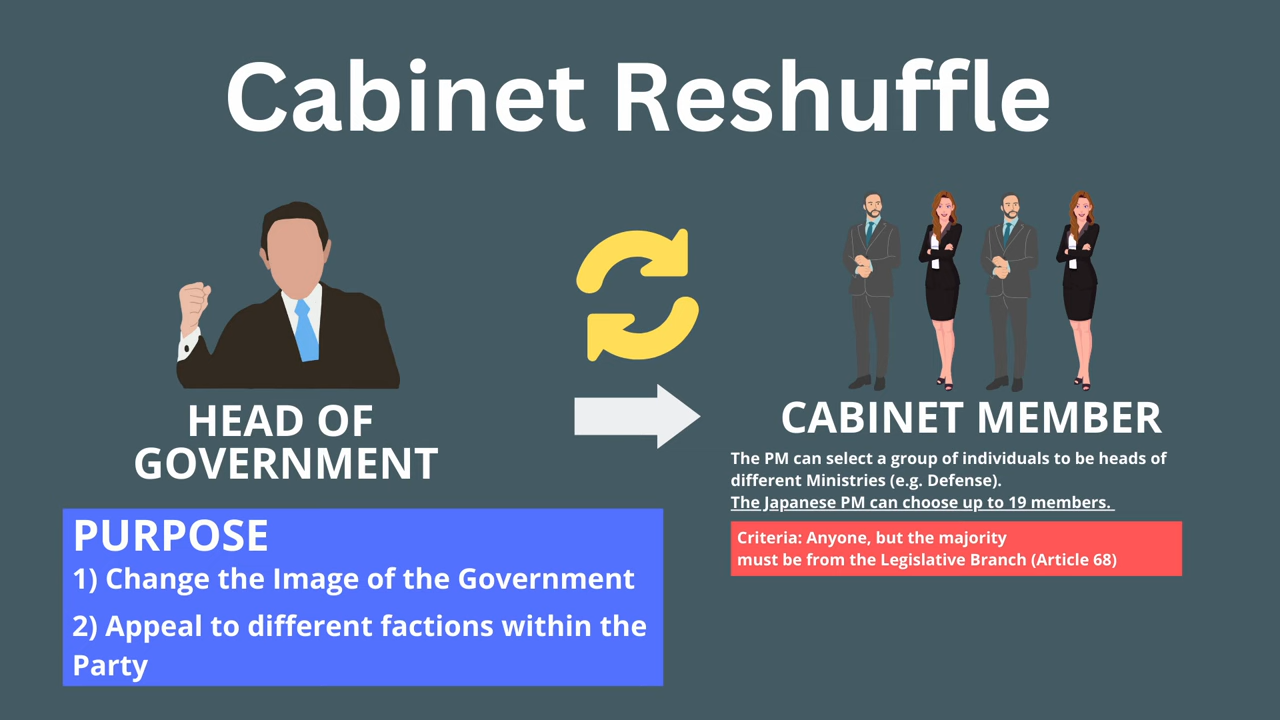 Cabinet Reshuffle
HEAD OF
GOVERNMENT
PURPOSE
1) Change the Image of the Government
2) Appeal to different factions within the
Party
CABINET MEMBER
The PM can select a group of individuals to be heads of
different Ministries (e.g. Defense).
The Japanese PM can choose up to 19 members.
Criteria: Anyone, but the majority
must be from the Legislative Branch (Article 68)